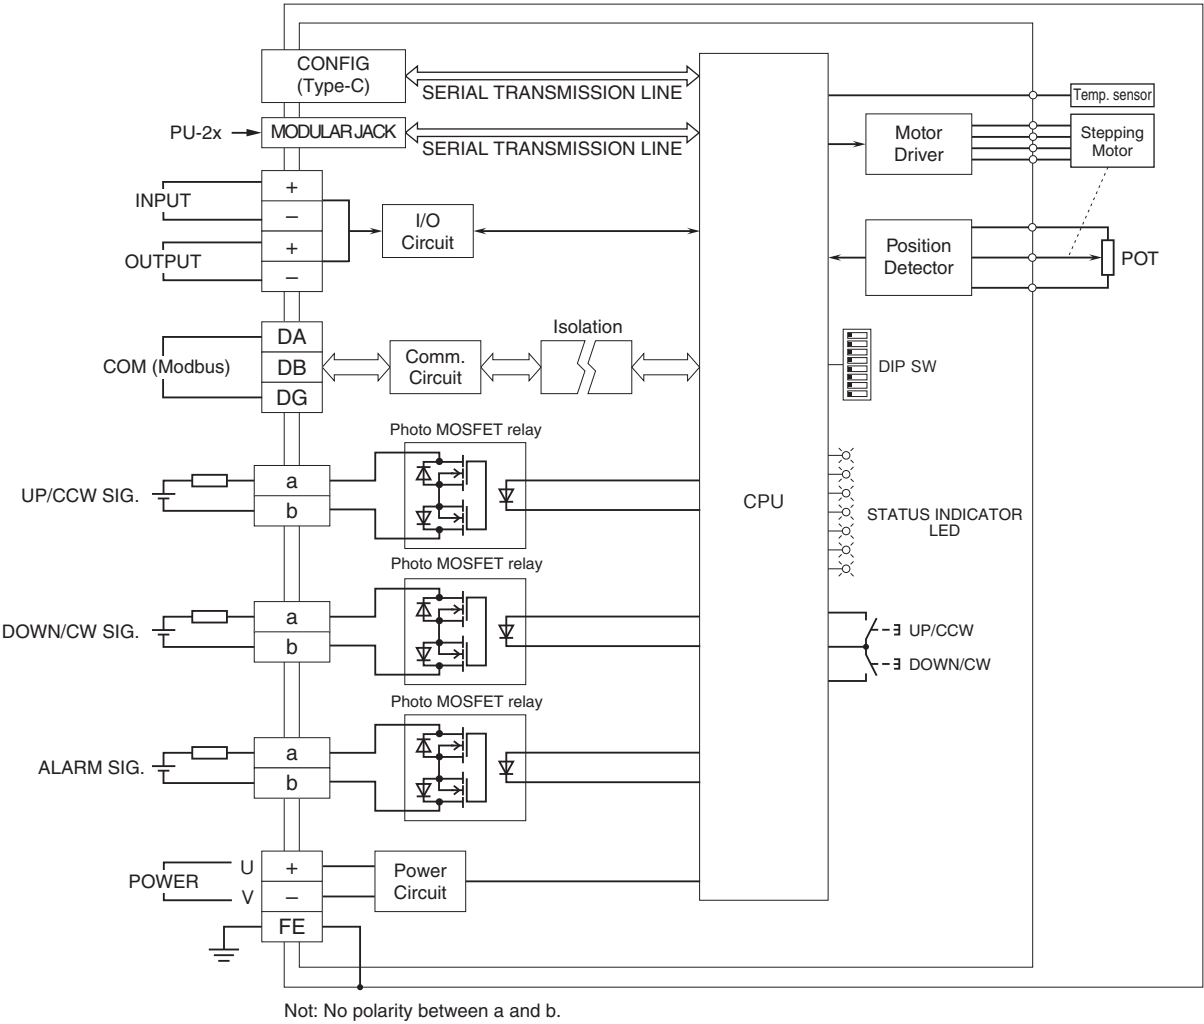 CONFIG
(Type-C)
SERIAL TRANSMISSION LINE
Temp. sensor
PU-2x
MODULAR JACK
SERIAL TRANSMISSION LINE
Motor
Driver
Stepping
Motor
INPUT
+
−
I/O
Circuit
OUTPUT
+
−
Position
Detector
POT
Isolation
COM (Modbus)
DA
DB
DG
Comm.
Circuit
DIP SW
Photo MOSFET relay
UP/CCW SIG.
a
b
CPU
STATUS INDICATOR
LED
Photo MOSFET relay
DOWN/CW SIG.
a
b
UP/CCW
DOWN/CW
Photo MOSFET relay
ALARM SIG.
a
b
POWER
U
V
+
−
FE
Power
Circuit
Not: No polarity between a and b.